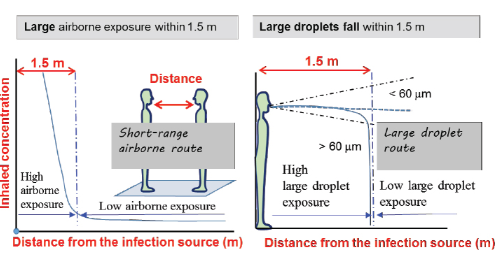 Large airborne exposure within 1.5 m
1.5 m
Distance
Short-range
airborne route
High
airborne
exposure
Low airborne exposure
Inhaled concentration
Distance from the infection source (m)
Large droplets fall within 1.5 m
1.5 m
< 60 µm
> 60 µm
Large droplet
route
High
large droplet
exposure
Low large droplet
exposure
Distance from the infection source (m)